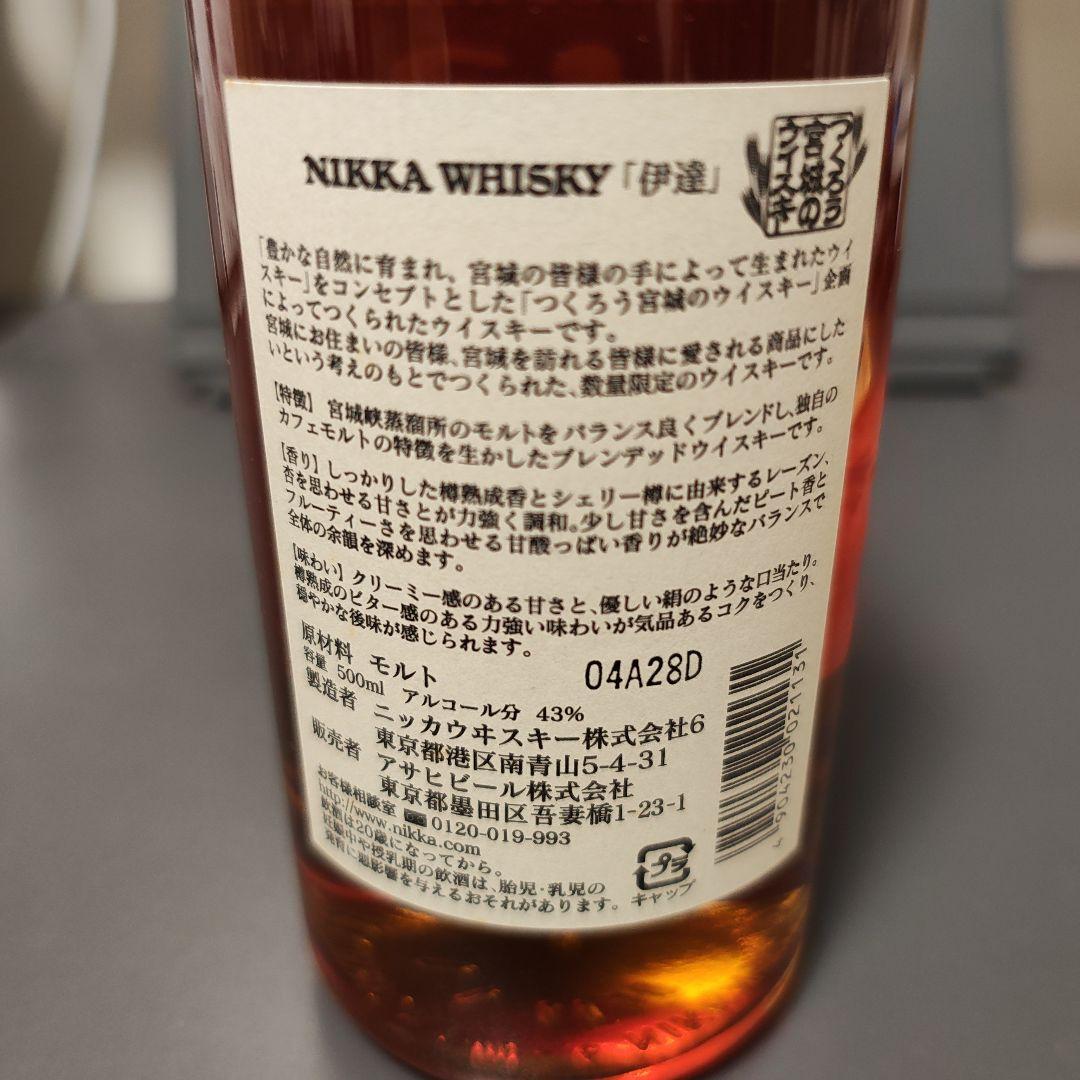 NIKKA WHISKY「伊達」
つくろう
宮城の
ウイスキー
「豊かな自然に育まれ、宮城の皆様の手によって生まれたウイ
スキー」をコンセプトとした「つくろう宮城のウイスキー」企画
によってつくられたウイスキーです。
宮城にお住まいの皆様、宮城を訪れる皆様に愛される商品にした
いという考えのもとでつくられた、数量限定のウイスキーです。
【特徴】宮城峡蒸溜所のモルトをバランス良くブレンドし、独自の
カフェモルトの特徴を生かしたブレンデッドウイスキーです。
【香り】しっかりした樽熟成香とシェリー樽に由来するレーズン、
杏を思わせる甘さとが力強く調和。少し甘さを含んだピート香と
フルーティーさを思わせる甘酸っぱい香りが絶妙なバランスで
全体の余韻を深めます。
【味わい】クリーミー感のある甘さと、優しい絹のような口当たり。
樽熟成のビター感のある力強い味わいが気品あるコクをつくり、
穏やかな後味が感じられます。
原材料 モルト
容量 500ml アルコール分 43%
04A28D
製造者 ニッカウヰスキー株式会社6
東京都港区南青山5-4-31
販売者 アサヒビール株式会社
東京都墨田区吾妻橋1-23-1
お客様相談室 0120-019-993
http://www.nikka.com
飲酒は20歳になってから。
妊娠中や授乳期の飲酒は、胎児・乳児の
発育に悪影響を与えるおそれがあります。
プラ
キャップ
4 904230 021131